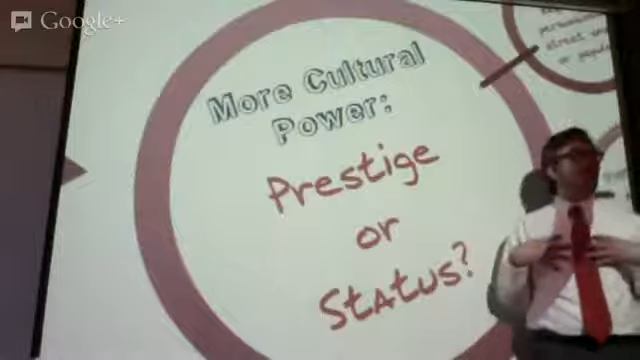 Google+
More Cultural
Power:
Prestige
or
Status?